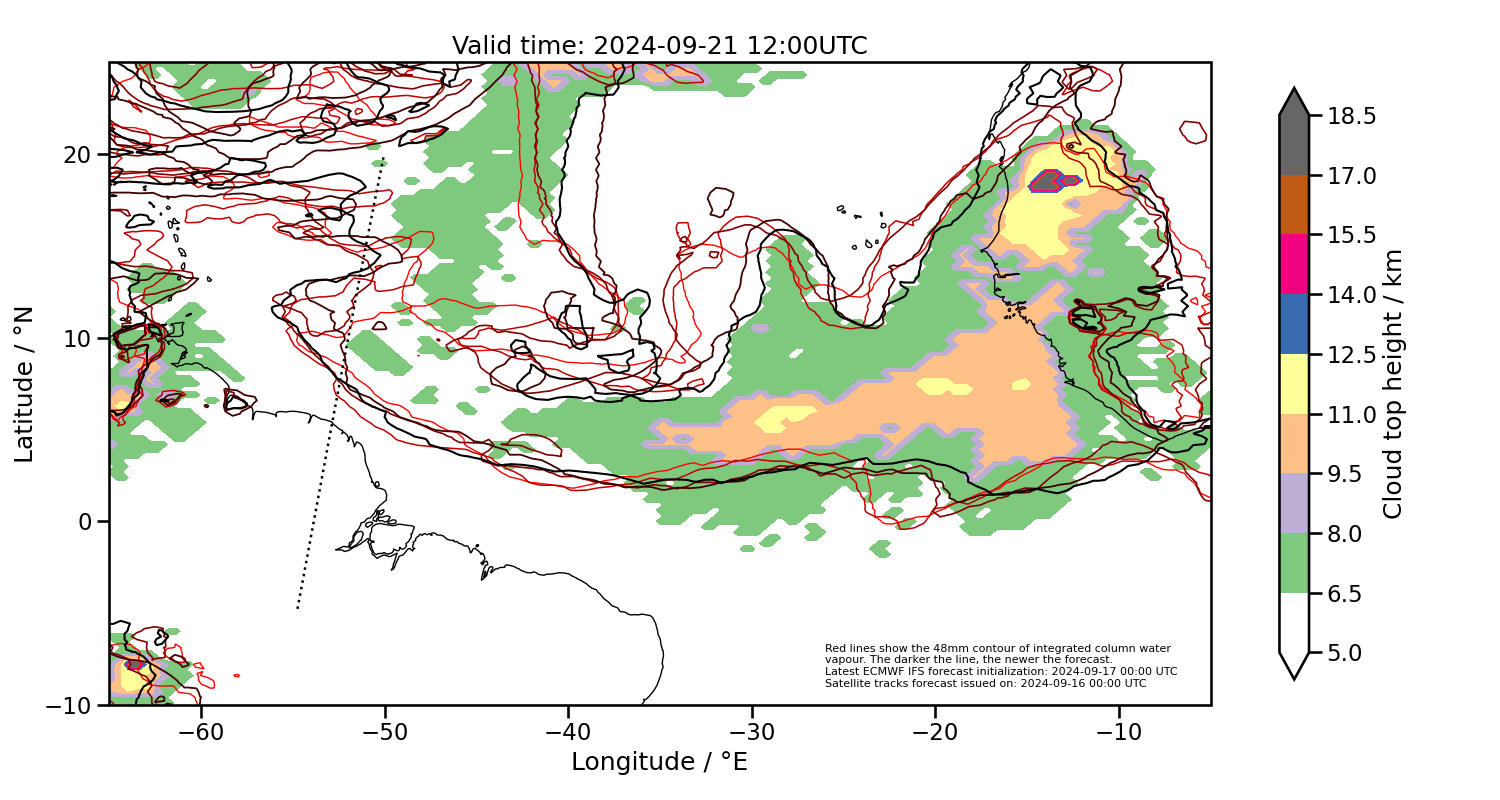 Valid time: 2024-09-21 12:00UTC
Latitude / °N
20
10
0
−10
−60
−50
−40
−30
−20
−10
Longitude / °E
Red lines show the 48mm contour of integrated column water
vapour. The darker the line, the newer the forecast.
Latest ECMWF IFS forecast initialization: 2024-09-17 00:00 UTC
Satellite tracks forecast issued on: 2024-09-16 00:00 UTC
18.5
17.0
15.5
14.0
12.5
11.0
9.5
8.0
6.5
5.0
Cloud top height / km